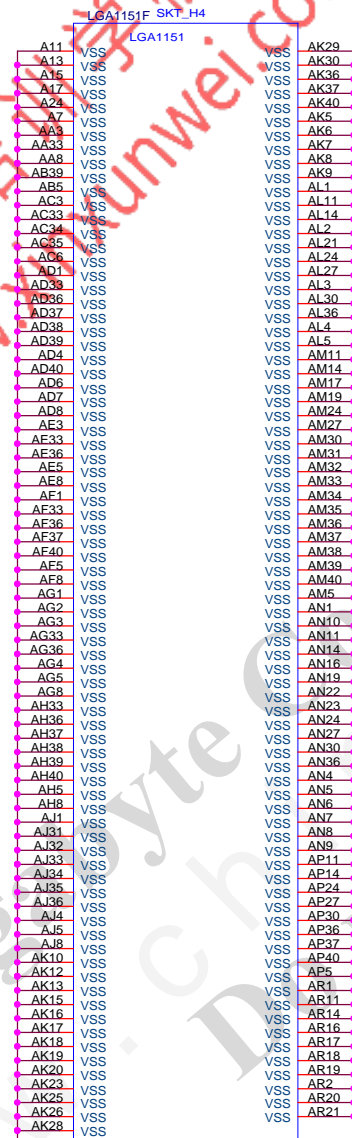 LGA1151F SKT_H4
LGA1151
A11 VSS VSS AK29
A13 VSS VSS AK30
A15 VSS VSS AK36
A17 VSS VSS AK37
A24 VSS VSS AK40
A7 VSS VSS AK5
AA3 VSS VSS AK6
AA33 VSS VSS AK7
AA8 VSS VSS AK8
AB39 VSS VSS AK9
AB5 VSS VSS AL1
AC3 VSS VSS AL11
AC33 VSS VSS AL14
AC34 VSS VSS AL2
AC35 VSS VSS AL21
AC6 VSS VSS AL24
AD1 VSS VSS AL27
AD33 VSS VSS AL3
AD36 VSS VSS AL30
AD37 VSS VSS AL36
AD38 VSS VSS AL4
AD39 VSS VSS AL5
AD4 VSS VSS AM11
AD40 VSS VSS AM14
AD6 VSS VSS AM17
AD7 VSS VSS AM19
AD8 VSS VSS AM24
AE3 VSS VSS AM27
AE33 VSS VSS AM30
AE36 VSS VSS AM31
AE5 VSS VSS AM32
AE8 VSS VSS AM33
AF1 VSS VSS AM34
AF33 VSS VSS AM35
AF36 VSS VSS AM36
AF37 VSS VSS AM37
AF40 VSS VSS AM38
AF5 VSS VSS AM39
AF8 VSS VSS AM40
AG1 VSS VSS AM5
AG2 VSS VSS AN1
AG3 VSS VSS AN10
AG33 VSS VSS AN11
AG36 VSS VSS AN14
AG4 VSS VSS AN16
AG5 VSS VSS AN19
AG8 VSS VSS AN22
AH33 VSS VSS AN23
AH36 VSS VSS AN24
AH37 VSS VSS AN27
AH38 VSS VSS AN30
AH39 VSS VSS AN36
AH40 VSS VSS AN4
AH5 VSS VSS AN5
AH8 VSS VSS AN6
AJ1 VSS VSS AN7
AJ31 VSS VSS AN8
AJ32 VSS VSS AN9
AJ33 VSS VSS AP11
AJ34 VSS VSS AP14
AJ35 VSS VSS AP24
AJ36 VSS VSS AP27
AJ4 VSS VSS AP30
AJ5 VSS VSS AP36
AJ8 VSS VSS AP37
AK10 VSS VSS AP40
AK12 VSS VSS AP5
AK13 VSS VSS AR1
AK15 VSS VSS AR11
AK16 VSS VSS AR14
AK17 VSS VSS AR16
AK18 VSS VSS AR17
AK19 VSS VSS AR18
AK20 VSS VSS AR19
AK23 VSS VSS AR2
AK25 VSS VSS AR20
AK26 VSS VSS AR21
AK28 VSS